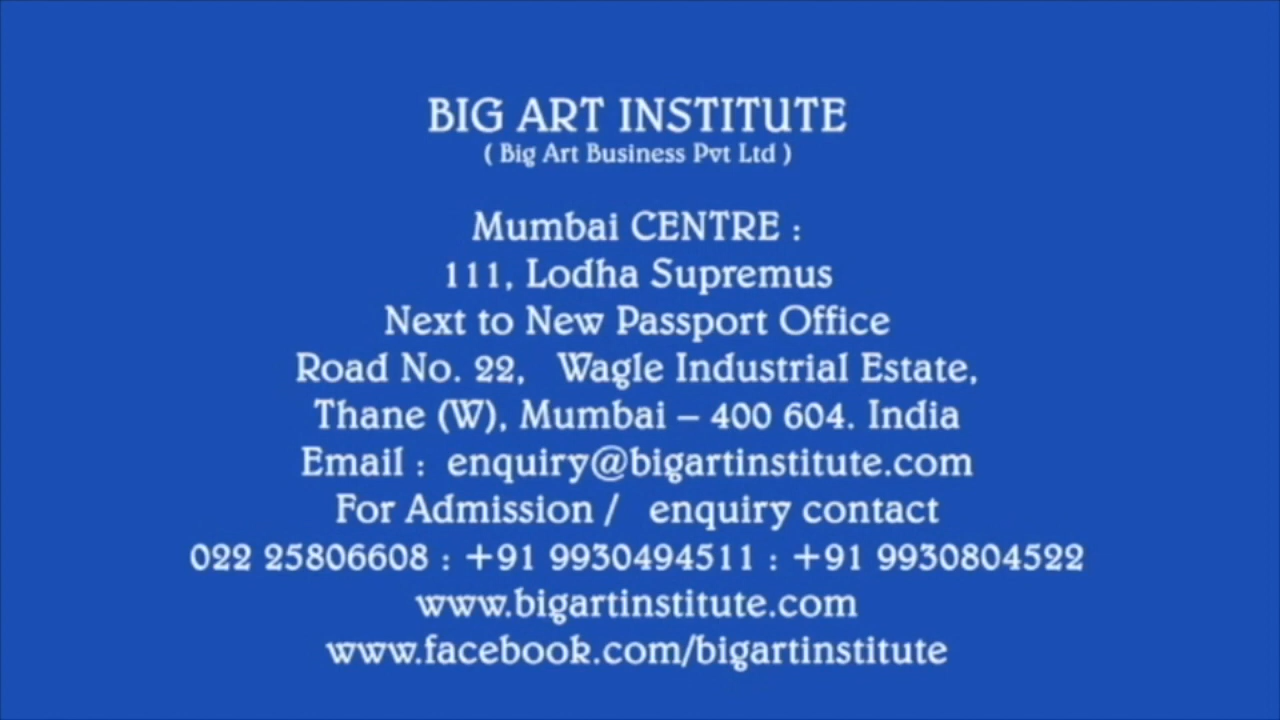 BIG ART INSTITUTE
( Big Art Business Pvt Ltd )
Mumbai CENTRE :
111, Lodha Supremus
Next to New Passport Office
Road No. 22, Wagle Industrial Estate,
Thane (W), Mumbai – 400 604. India
Email : enquiry@bigartinstitute.com
For Admission / enquiry contact
022 25806608 : +91 9930494511 : +91 9930804522
www.bigartinstitute.com
www.facebook.com/bigartinstitute